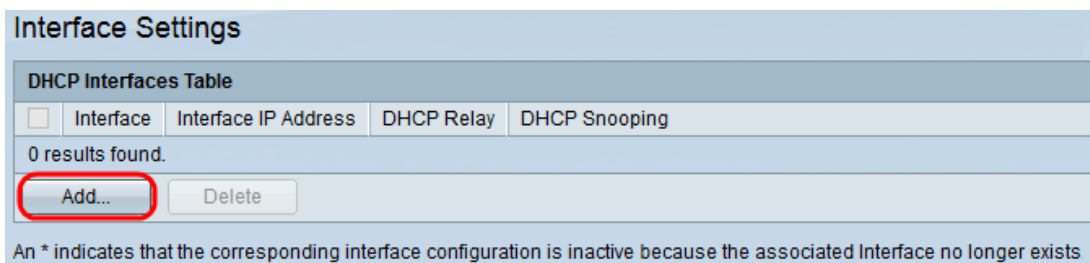 Interface Settings
DHCP Interfaces Table
Interface Interface IP Address DHCP Relay DHCP Snooping
0 results found.
Add... Delete
An * indicates that the corresponding interface configuration is inactive because the associated Interface no longer exists